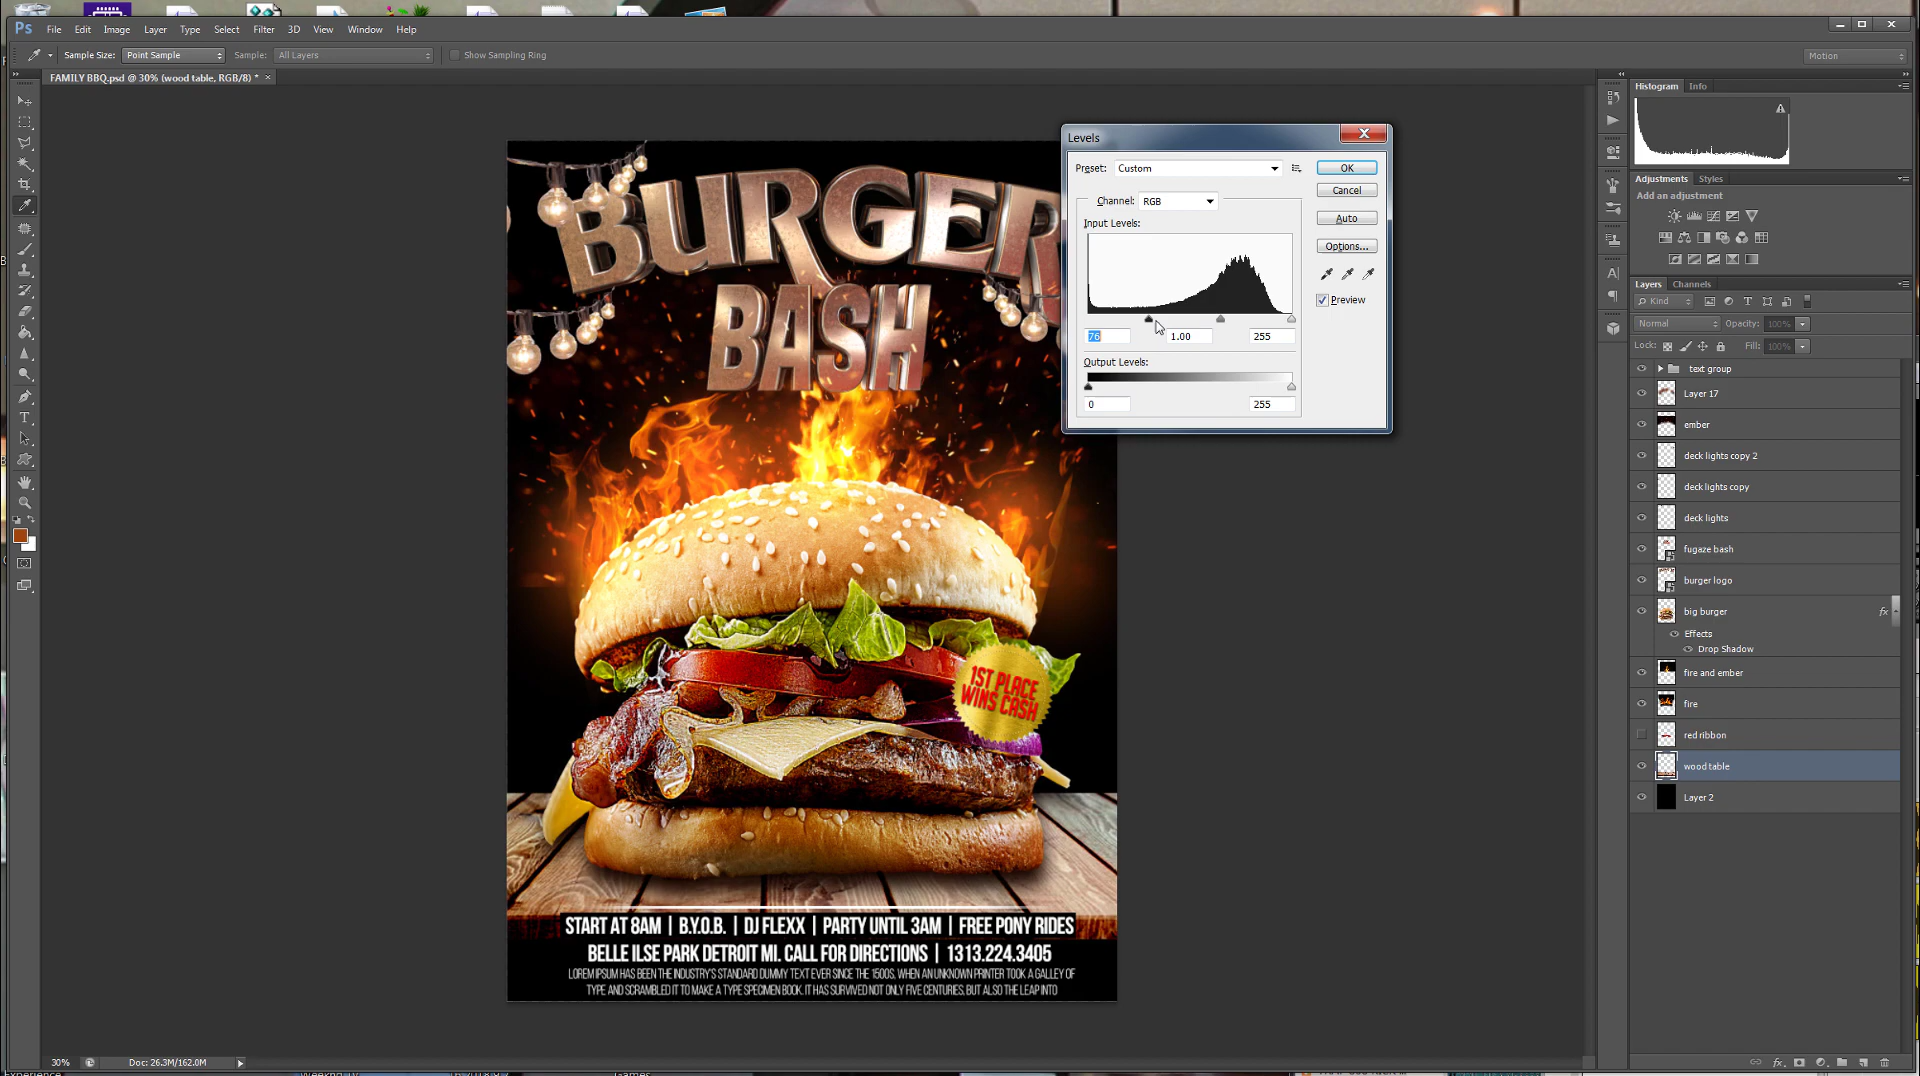 Ps File Edit Image Layer Type Select Filter 3D View Window Help
Sample Size: Point Sample Sample: All Layers Show Sampling Ring Motion
FAMILY BBQ.psd @ 30% (wood table, RGB/8) * ×
BURGER
BASH
1ST PLACE
WINS CASH
START AT 8AM | B.Y.O.B. | DJ FLEXX | PARTY UNTIL 3AM | FREE PONY RIDES
BELLE ILSE PARK DETROIT MI. CALL FOR DIRECTIONS | 1313.224.3405
LOREM IPSUM HAS BEEN THE INDUSTRY'S STANDARD DUMMY TEXT EVER SINCE THE 1500S, WHEN AN UNKNOWN PRINTER TOOK A GALLEY OF
TYPE AND SCRAMBLED IT TO MAKE A TYPE SPECIMEN BOOK. IT HAS SURVIVED NOT ONLY FIVE CENTURIES, BUT ALSO THE LEAP INTO
Levels
Preset: Custom OK
Cancel
Channel: RGB
Auto
Input Levels:
Options...
Preview
76 1.00 255
Output Levels:
0 255
Histogram Info
Adjustments Styles
Add an adjustment
Layers Channels
Kind
Normal Opacity: 100%
Lock: Fill: 100%
text group
Layer 17
ember
deck lights copy 2
deck lights copy
deck lights
fugaze bash
burger logo
big burger fx
Effects
Drop Shadow
fire and ember
fire
red ribbon
wood table
Layer 2
30% Doc: 26.3M/162.0M